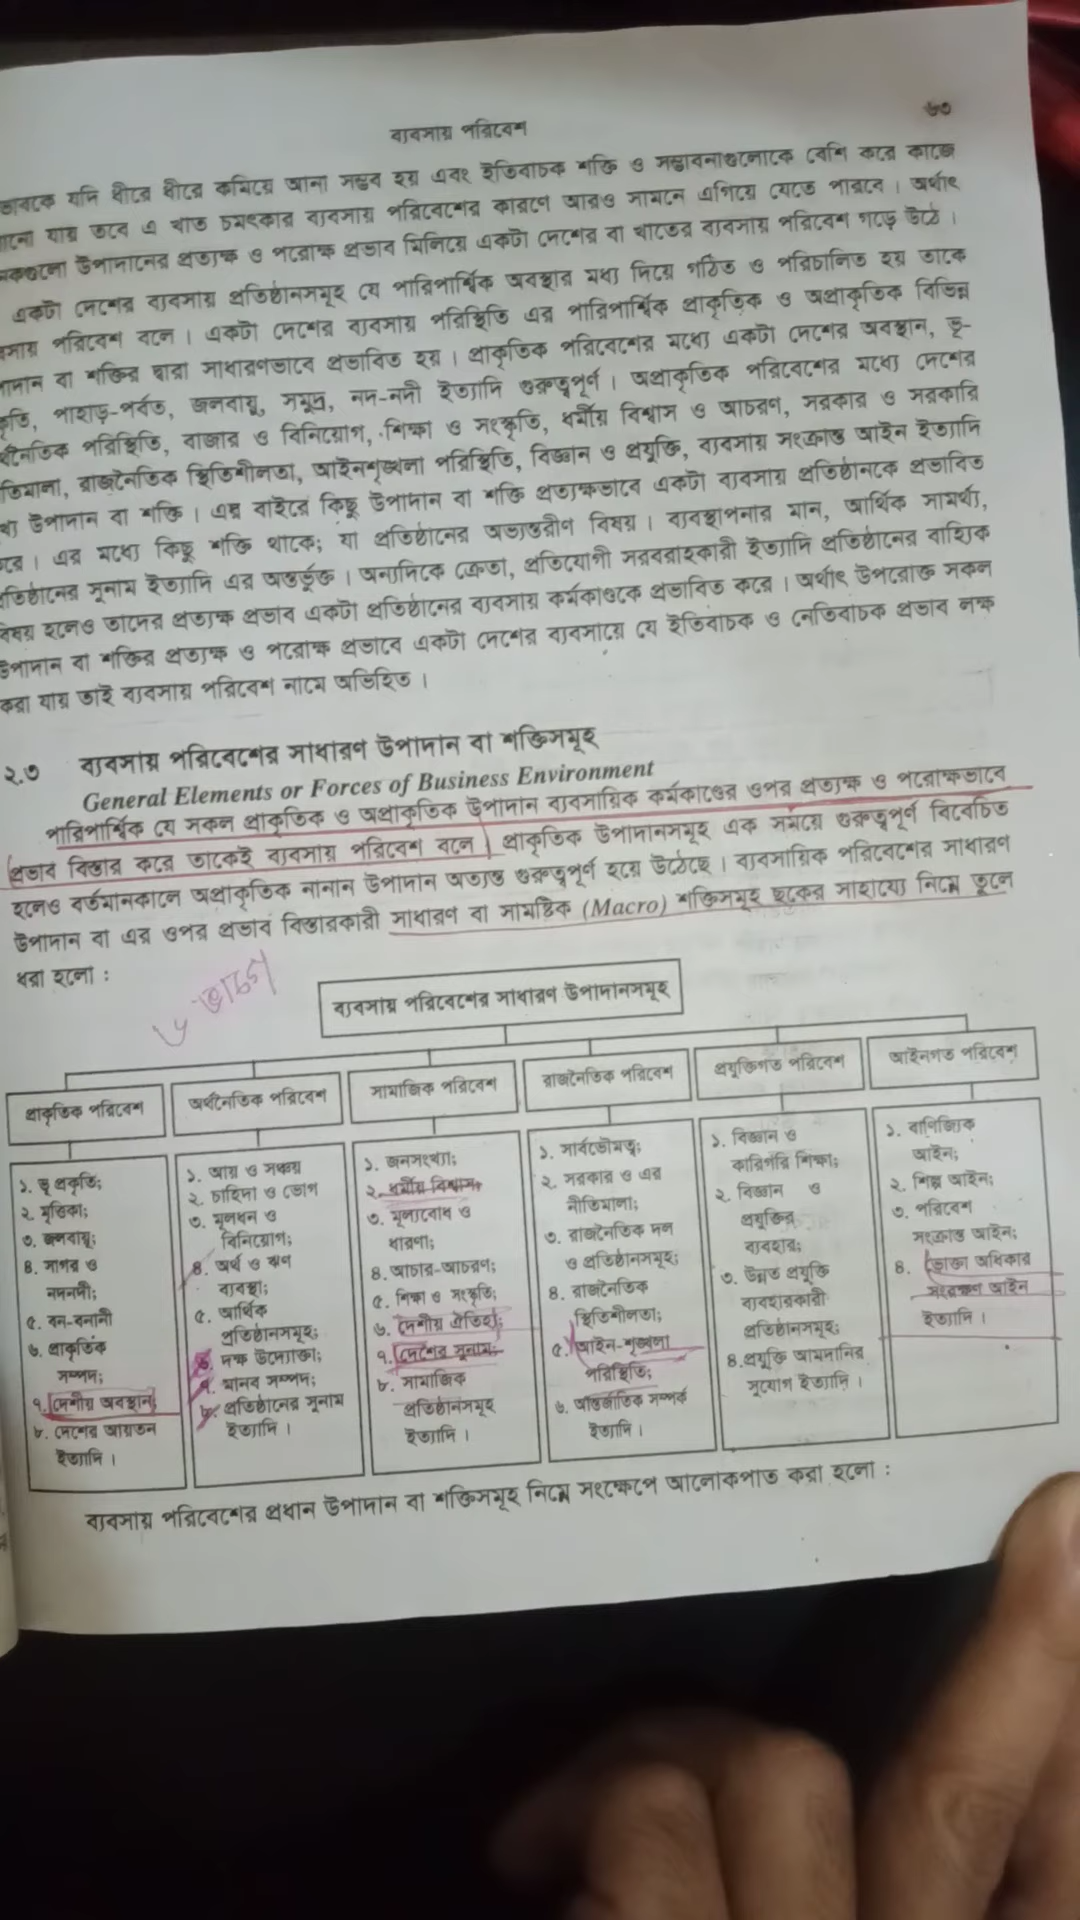 ব্যবসায় পরিবেশ
৬৩
ভাবকে যদি ধীরে ধীরে কমিয়ে আনা সম্ভব হয় এবং ইতিবাচক শক্তি ও সম্ভাবনাগুলোকে বেশি করে কাজে
যায় তবে এ খাত চমৎকার ব্যবসায় পরিবেশের কারণে আরও সামনে এগিয়ে যেতে পারবে । অর্থাৎ
উপাদানের প্রত্যক্ষ ও পরোক্ষ প্রভাব মিলিয়ে একটা দেশের বা খাতের ব্যবসায় পরিবেশ গড়ে উঠে ।
একটা দেশের ব্যবসায় প্রতিষ্ঠানসমূহ যে পারিপার্শ্বিক অবস্থার মধ্য দিয়ে গঠিত ও পরিচালিত হয় তাকে
পরিবেশ বলে । একটা দেশের ব্যবসায় পরিস্থিতি এর পারিপার্শ্বিক প্রাকৃতিক ও অপ্রাকৃতিক বিভিন্ন
বা শক্তির দ্বারা সাধারণভাবে প্রভাবিত হয় । প্রাকৃতিক পরিবেশের মধ্যে একটা দেশের অবস্থান, ভূ-
পাহাড়-পর্বত, জলবায়ু, সমুদ্র, নদ-নদী ইত্যাদি গুরুত্বপূর্ণ । অপ্রাকৃতিক পরিবেশের মধ্যে দেশের
পরিস্থিতি, বাজার ও বিনিয়োগ, শিক্ষা ও সংস্কৃতি, ধর্মীয় বিশ্বাস ও আচরণ, সরকার ও সরকারি
রাজনৈতিক স্থিতিশীলতা, আইনশৃঙ্খলা পরিস্থিতি, বিজ্ঞান ও প্রযুক্তি, ব্যবসায় সংক্রান্ত আইন ইত্যাদি
উপাদান বা শক্তি । এর বাইরে কিছু উপাদান বা শক্তি প্রত্যক্ষভাবে একটা ব্যবসায় প্রতিষ্ঠানকে প্রভাবিত
এর মধ্যে কিছু শক্তি থাকে; যা প্রতিষ্ঠানের অভ্যন্তরীণ বিষয় । ব্যবস্থাপনার মান, আর্থিক সামর্থ্য,
সুনাম ইত্যাদি এর অন্তর্ভুক্ত । অন্যদিকে ক্রেতা, প্রতিযোগী সরবরাহকারী ইত্যাদি প্রতিষ্ঠানের বাহ্যিক
বিষয় হলেও তাদের প্রত্যক্ষ প্রভাব একটা প্রতিষ্ঠানের ব্যবসায় কর্মকাণ্ডকে প্রভাবিত করে । অর্থাৎ উপরোক্ত সকল
উপাদান বা শক্তির প্রত্যক্ষ ও পরোক্ষ প্রভাবে একটা দেশের ব্যবসায়ে যে ইতিবাচক ও নেতিবাচক প্রভাব লক্ষ
করা যায় তাই ব্যবসায় পরিবেশ নামে অভিহিত ।
২.৩ ব্যবসায় পরিবেশের সাধারণ উপাদান বা শক্তিসমূহ
General Elements or Forces of Business Environment
পারিপার্শ্বিক যে সকল প্রাকৃতিক ও অপ্রাকৃতিক উপাদান ব্যবসায়িক কর্মকাণ্ডের ওপর প্রত্যক্ষ ও পরোক্ষভাবে
প্রভাব বিস্তার করে তাকেই ব্যবসায় পরিবেশ বলে । প্রাকৃতিক উপাদানসমূহ এক সময়ে গুরুত্বপূর্ণ বিবেচিত
হলেও বর্তমানকালে অপ্রাকৃতিক নানান উপাদান অত্যন্ত গুরুত্বপূর্ণ হয়ে উঠেছে । ব্যবসায়িক পরিবেশের সাধারণ
উপাদান বা এর ওপর প্রভাব বিস্তারকারী সাধারণ বা সামষ্টিক (Macro) শক্তিসমূহ ছকের সাহায্যে নিম্নে তুলে
ধরা হলো :
ব্যবসায় পরিবেশের সাধারণ উপাদানসমূহ
প্রাকৃতিক পরিবেশ
১. ভূ প্রকৃতি;
২. মৃত্তিকা;
৩. জলবায়ু;
৪. সাগর ও
নদনদী;
৫. বন-বনানী
৬. প্রাকৃতিক
সম্পদ;
৭. দেশীয় অবস্থান;
৮. দেশের আয়তন
ইত্যাদি ।
অর্থনৈতিক পরিবেশ
১. আয় ও সঞ্চয়
২. চাহিদা ও ভোগ
৩. মূলধন ও
বিনিয়োগ;
৪. অর্থ ও ঋণ
ব্যবস্থা;
৫. আর্থিক
প্রতিষ্ঠানসমূহ;
৬. দক্ষ উদ্যোক্তা;
৭. মানব সম্পদ;
৮. প্রতিষ্ঠানের সুনাম
ইত্যাদি ।
সামাজিক পরিবেশ
১. জনসংখ্যা;
২. ধর্মীয় বিশ্বাস;
৩. মূল্যবোধ ও
ধারণা;
৪. আচার-আচরণ;
৫. শিক্ষা ও সংস্কৃতি;
৬. দেশীয় ঐতিহ্য;
৭. দেশের সুনাম;
৮. সামাজিক
প্রতিষ্ঠানসমূহ
ইত্যাদি ।
রাজনৈতিক পরিবেশ
১. সার্বভৌমত্ব;
২. সরকার ও এর
নীতিমালা;
৩. রাজনৈতিক দল
ও প্রতিষ্ঠানসমূহ;
৪. রাজনৈতিক
স্থিতিশীলতা;
৫. আইন-শৃঙ্খলা
পরিস্থিতি;
৬. আন্তর্জাতিক সম্পর্ক
ইত্যাদি ।
প্রযুক্তিগত পরিবেশ
১. বিজ্ঞান ও
কারিগরি শিক্ষা;
২. বিজ্ঞান ও
প্রযুক্তির
ব্যবহার;
৩. উন্নত প্রযুক্তি
ব্যবহারকারী
প্রতিষ্ঠানসমূহ;
৪.প্রযুক্তি আমদানির
সুযোগ ইত্যাদি ।
আইনগত পরিবেশ
১. বাণিজ্যিক
আইন;
২. শিল্প আইন;
৩. পরিবেশ
সংক্রান্ত আইন;
৪. ভোক্তা অধিকার
সংরক্ষণ আইন
ইত্যাদি ।
ব্যবসায় পরিবেশের প্রধান উপাদান বা শক্তিসমূহ নিম্নে সংক্ষেপে আলোকপাত করা হলো :